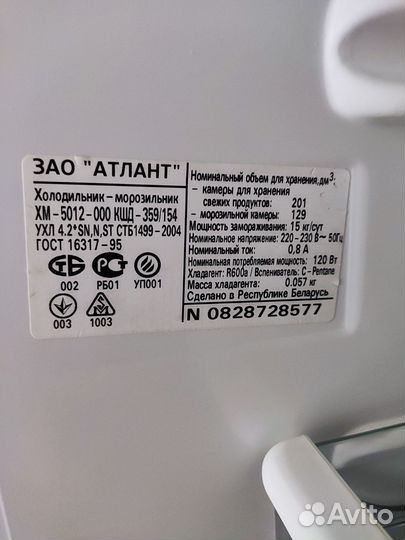 ЗАО "АТЛАНТ"
Холодильник – морозильник
ХМ – 5012 – 000 КШД – 359/154
УХЛ 4.2*SN,N,ST СТБ1499 – 2004
ГОСТ 16317 – 95
002 РБ01 УП001
003 1003
Номинальный объем для хранения,дм³:
– камеры для хранения
свежих продуктов: 201
– морозильной камеры: 129
Мощность замораживания: 15 кг/сут
Номинальное напряжение: 220 – 230 В~ 50Гц
Номинальный ток: 0,8 А
Номинальная потребляемая мощность: 120 Вт
Хладагент: R600a / Вспениватель: C – Pentane
Масса хладагента: 0.057 кг
Сделано в Республике Беларусь
N 0828728577
Avito